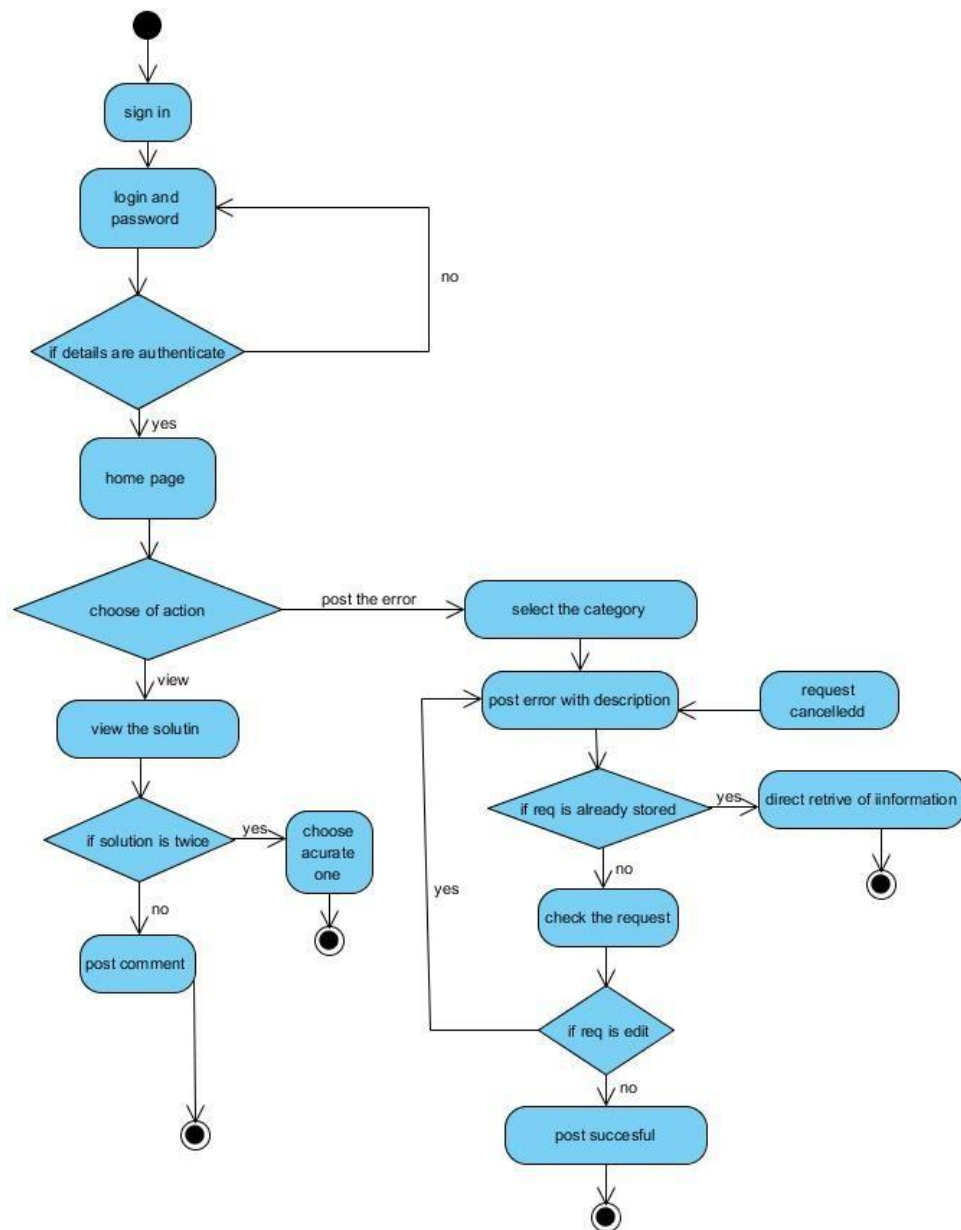 sign in
login and
password
no
if details are authenticate
yes
home page
choose of action
post the error
select the category
view
post error with description
request
cancelledd
view the solutin
if req is already stored
yes
direct retrive of iinformation
if solution is twice
yes
choose
acurate
one
no
yes
check the request
no
post comment
if req is edit
no
post succesful